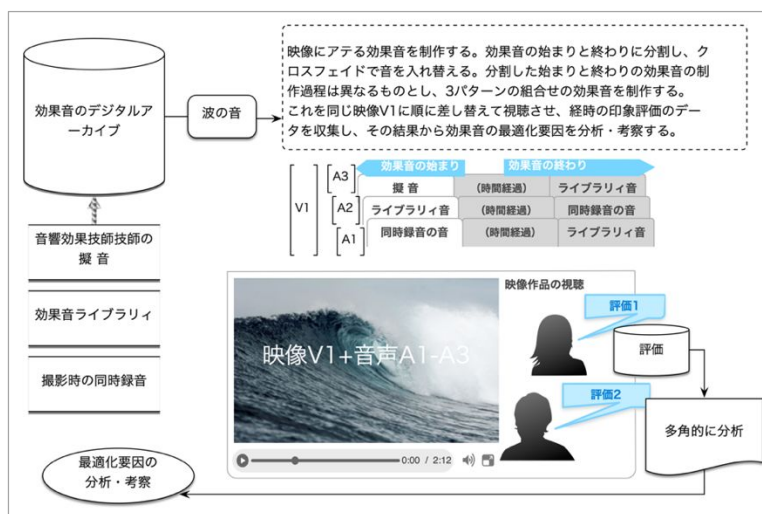 映像にアテる効果音を制作する。効果音の始まりと終わりに分割し、ク
ロスフェイドで音を入れ替える。分割した始まりと終わりの効果音の制
作過程は異なるものとし、3パターンの組合せの効果音を制作する。
これを同じ映像V1に順に差し替えて視聴させ、経時の印象評価のデー
タを収集し、その結果から効果音の最適化要因を分析・考察する。
効果音のデジタルア
ーカイブ
波の音
効果音の始まり
効果音の終わり
V1
[A3]
擬 音
(時間経過)
ライブラリィ音
[A2]
ライブラリィ音
(時間経過)
同時録音の音
[A1]
同時録音の音
(時間経過)
ライブラリィ音
音響効果技師技師の
擬 音
効果音ライブラリィ
撮影時の同時録音
映像作品の視聴
映像V1+音声A1-A3
0:00 / 2:12
評価1
評価2
評価
多角的に分析
最適化要因の
分析・考察